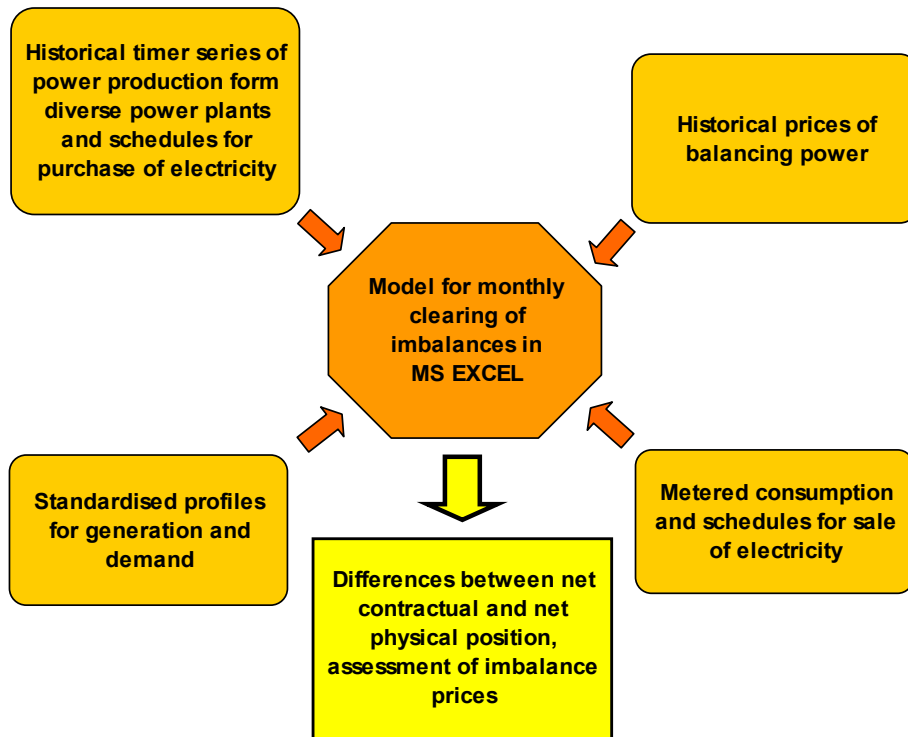 Historical timer series of
power production form
diverse power plants
and schedules for
purchase of electricity
Historical prices of
balancing power
Model for monthly
clearing of
imbalances in
MS EXCEL
Standardised profiles
for generation and
demand
Metered consumption
and schedules for sale
of electricity
Differences between net
contractual and net
physical position,
assessment of imbalance
prices